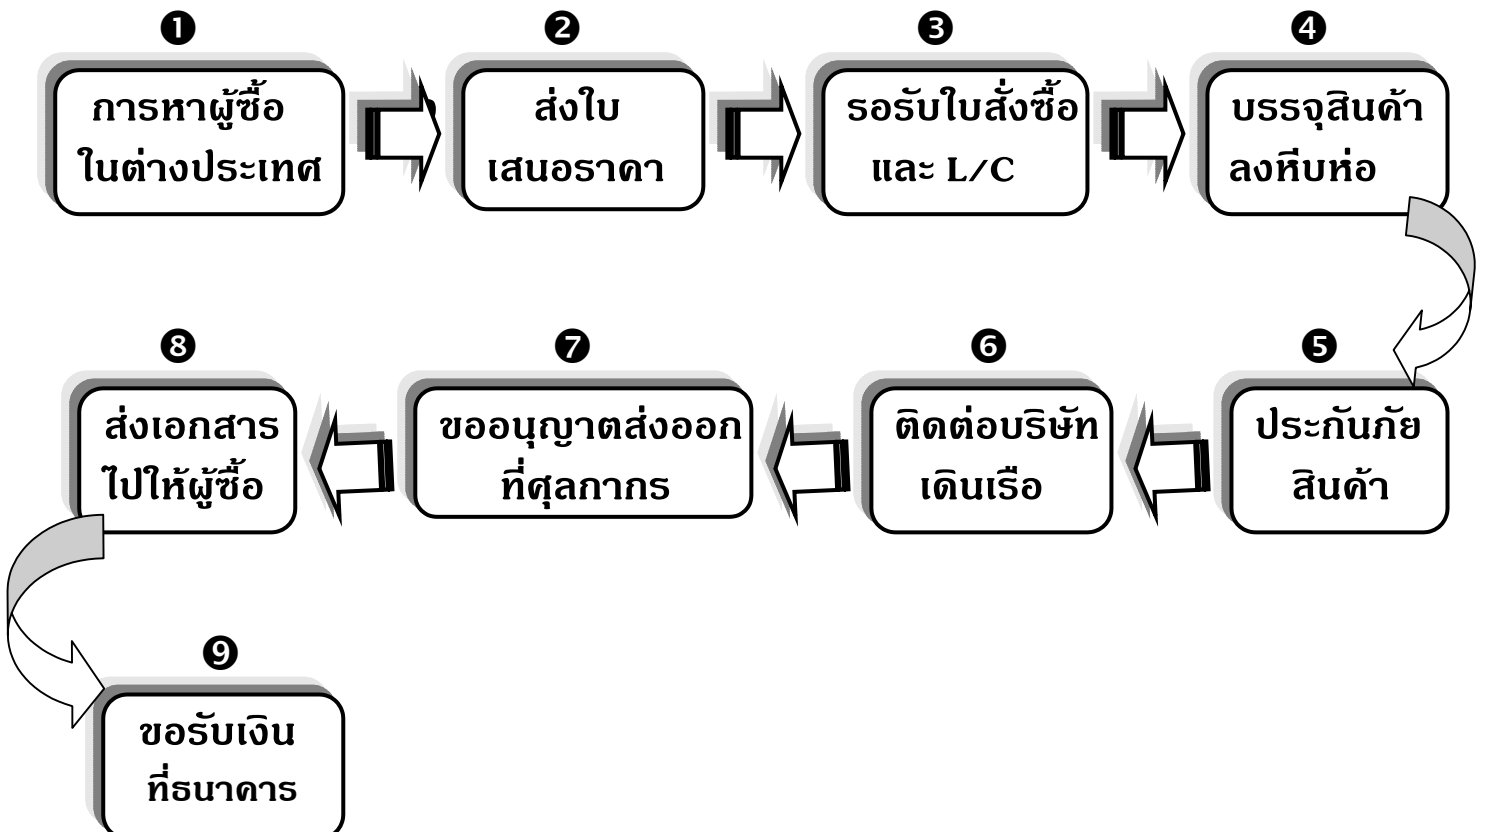 ❶
การหาผู้ซื้อ
ในต่างประเทศ
❷
ส่งใบ
เสนอราคา
❸
รอรับใบสั่งซื้อ
และ L/C
❹
บรรจุสินค้า
ลงหีบห่อ
❺
ประกันภัย
สินค้า
❻
ติดต่อบริษัท
เดินเรือ
❼
ขออนุญาตส่งออก
ที่ศุลกากร
❽
ส่งเอกสาร
ไปให้ผู้ซื้อ
❾
ขอรับเงิน
ที่ธนาคาร